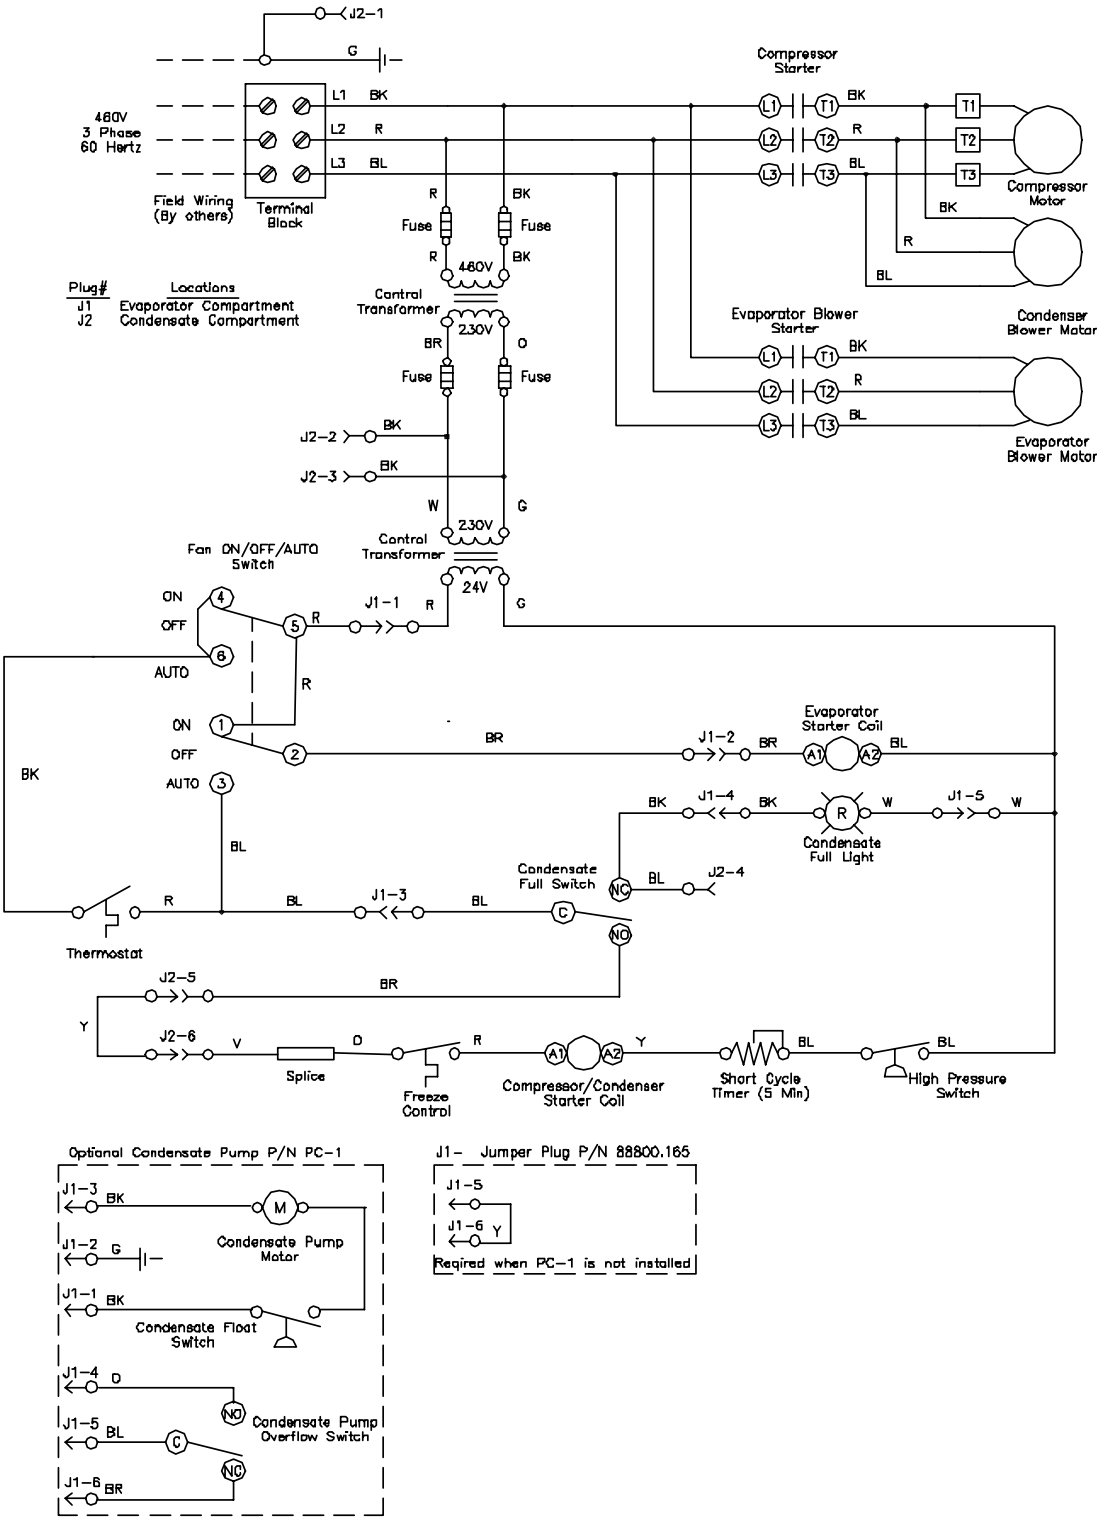 J2-1
G
Compressor
Starter
L1 BK
L1 T1 BK T1
460V
3 Phase
60 Hertz
L2 R
L2 T2 R T2
L3 BL
L3 T3 BL T3
Compressor
Motor
Field Wiring
(By others)
Terminal
Block
R BK
BK
Fuse Fuse
R
R BK
460V
BL
Plug# Locations
J1 Evaporator Compartment
J2 Condensate Compartment
Control
Transformer
230V
Evaporator Blower
Starter
Condenser
Blower Motor
BR O
L1 T1 BK
Fuse Fuse
L2 T2 R
L3 T3 BL
J2-2 BK
Evaporator
Blower Motor
J2-3 BK
W G
230V
Control
Transformer
24V
Fan ON/OFF/AUTO
Switch
ON 4
J1-1 R G
OFF 5 R
6
AUTO
R
ON 1
Evaporator
Starter Coil
OFF 2 BR J1-2 BR A1 A2 BL
BK
AUTO 3
BK J1-4 BK R W J1-5 W
Condensate
Full Light
BL
Condensate
Full Switch
NC BL J2-4
R BL J1-3 BL C
NO
Thermostat
J2-5 BR
Y
J2-6 V O R A1 A2 Y BL BL
Splice
Freeze
Control
Compressor/Condenser
Starter Coil
Short Cycle
Timer (5 Min)
High Pressure
Switch
Optional Condensate Pump P/N PC-1
J1- Jumper Plug P/N 88800.165
J1-3 BK M
J1-5
J1-6 Y
Condensate Pump
Motor
J1-2 G
Reqired when PC-1 is not installed
J1-1 BK
Condensate Float
Switch
J1-4 O
NO
Condensate Pump
Overflow Switch
J1-5 BL C
NC
J1-6 BR